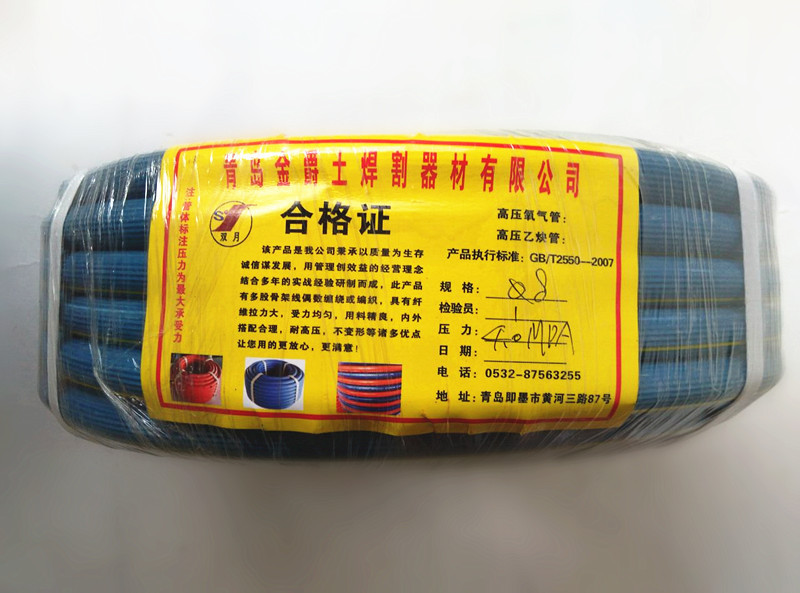 青岛金爵士焊割器材有限公司
注:管体标注压力为最大承受力
双月
合格证
该产品是我公司秉承以质量为生存
诚信谋发展,用管理创效益的经营理念
结合多年的实战经验研制而成,此产品
有多股骨架线偶数缠绕或编织,具有纤
维拉力大,受力均匀,用料精良,内外
搭配合理,耐高压,不变形等诸多优点
让您用的更放心,更满意!
高压氧气管:
高压乙炔管:
产品执行标准:GB/T2550—2007
规格: 8
检验员: 1
压力: 4.0MPA
日期:
电话:0532-87563255
地址:青岛即墨市黄河三路87号